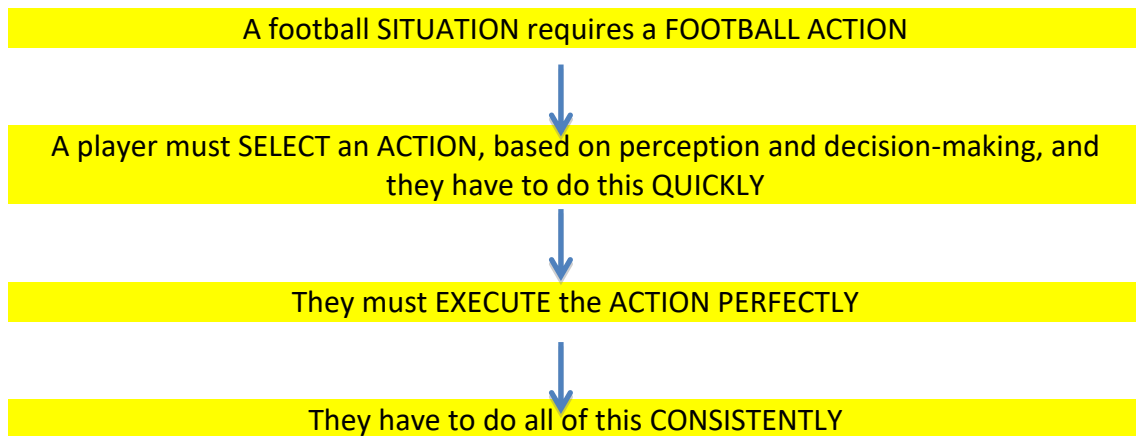 A football SITUATION requires a FOOTBALL ACTION
A player must SELECT an ACTION, based on perception and decision-making, and
they have to do this QUICKLY
They must EXECUTE the ACTION PERFECTLY
They have to do all of this CONSISTENTLY